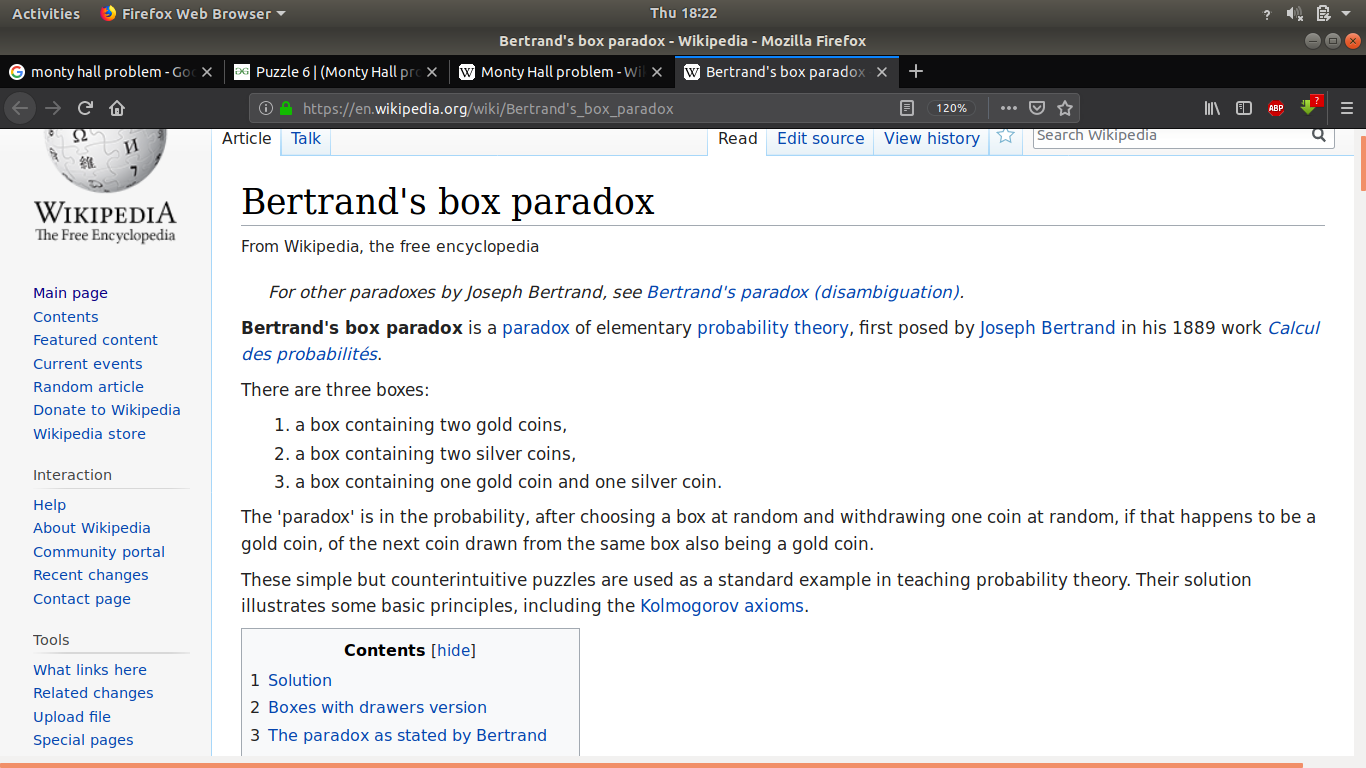 Activities Firefox Web Browser Thu 18:22 ?
Bertrand's box paradox - Wikipedia - Mozilla Firefox
monty hall problem - Goo Puzzle 6 | (Monty Hall pro Monty Hall problem - Wi Bertrand's box paradox
https://en.wikipedia.org/wiki/Bertrand's_box_paradox 120% ABP ?
Article Talk Read Edit source View history Search Wikipedia
WIKIPEDIA
The Free Encyclopedia
Main page
Contents
Featured content
Current events
Random article
Donate to Wikipedia
Wikipedia store
Interaction
Help
About Wikipedia
Community portal
Recent changes
Contact page
Tools
What links here
Related changes
Upload file
Special pages
Bertrand's box paradox
From Wikipedia, the free encyclopedia
For other paradoxes by Joseph Bertrand, see Bertrand's paradox (disambiguation).
Bertrand's box paradox is a paradox of elementary probability theory, first posed by Joseph Bertrand in his 1889 work Calcul
des probabilités.
There are three boxes:
1. a box containing two gold coins,
2. a box containing two silver coins,
3. a box containing one gold coin and one silver coin.
The 'paradox' is in the probability, after choosing a box at random and withdrawing one coin at random, if that happens to be a
gold coin, of the next coin drawn from the same box also being a gold coin.
These simple but counterintuitive puzzles are used as a standard example in teaching probability theory. Their solution
illustrates some basic principles, including the Kolmogorov axioms.
Contents [hide]
1 Solution
2 Boxes with drawers version
3 The paradox as stated by Bertrand